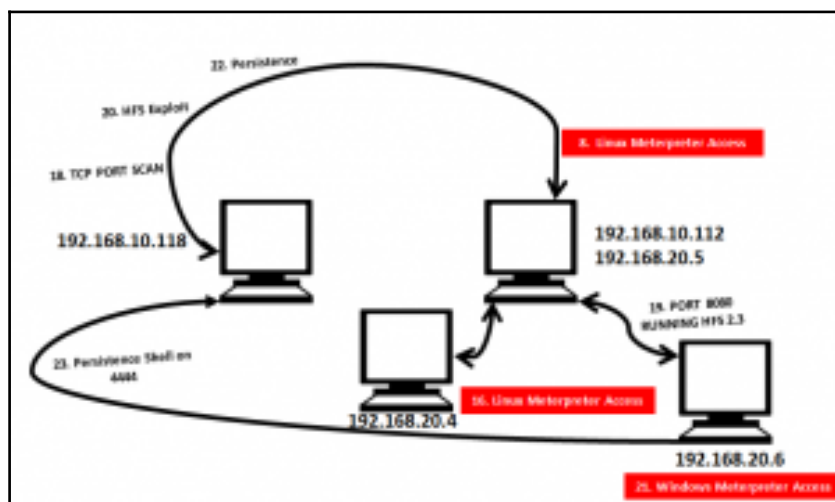 22. Persistence
20. HFS Exploit
8. Linux Meterpreter Access
18. TCP PORT SCAN
192.168.10.118
192.168.10.112
192.168.20.5
19. PORT 8080
RUNNING HFS 2.3
23. Persistence Shell on
4444
16. Linux Meterpreter Access
192.168.20.4
192.168.20.6
21. Windows Meterpreter Access